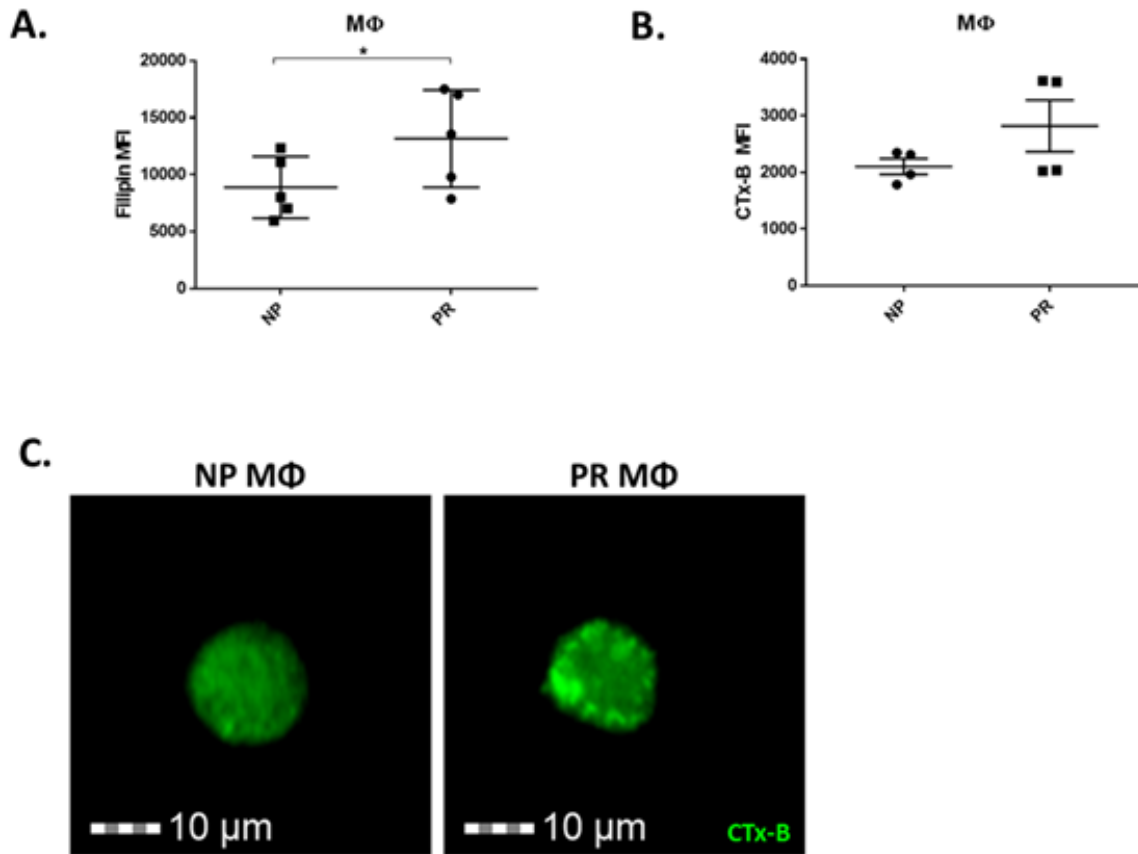 A.
MΦ
*
20000
15000
10000
5000
0
Filipin MFI
NP
PR
B.
MΦ
4000
3000
2000
1000
0
CTx-B MFI
NP
PR
C.
NP MΦ
PR MΦ
10 µm
10 µm
CTx-B